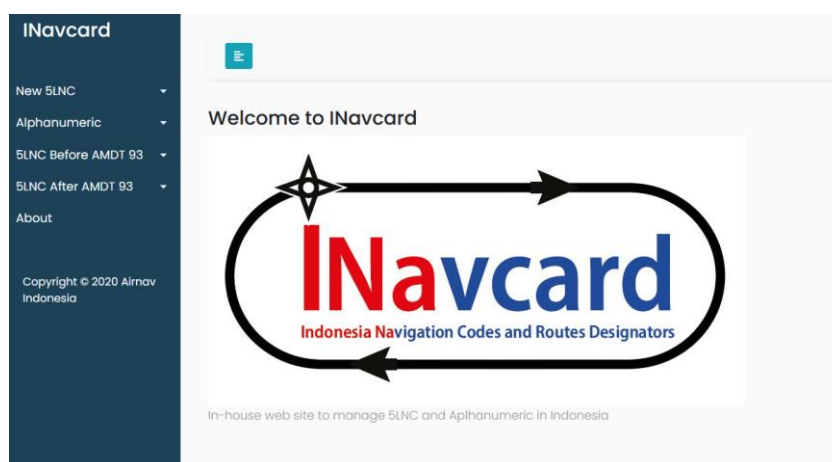 INavcard
New 5LNC
Alphanumeric
5LNC Before AMDT 93
5LNC After AMDT 93
About
Copyright © 2020 Airnav
Indonesia
Welcome to INavcard
INavcard
Indonesia Navigation Codes and Routes Designators
In-house web site to manage 5LNC and Aplhanumeric in Indonesia